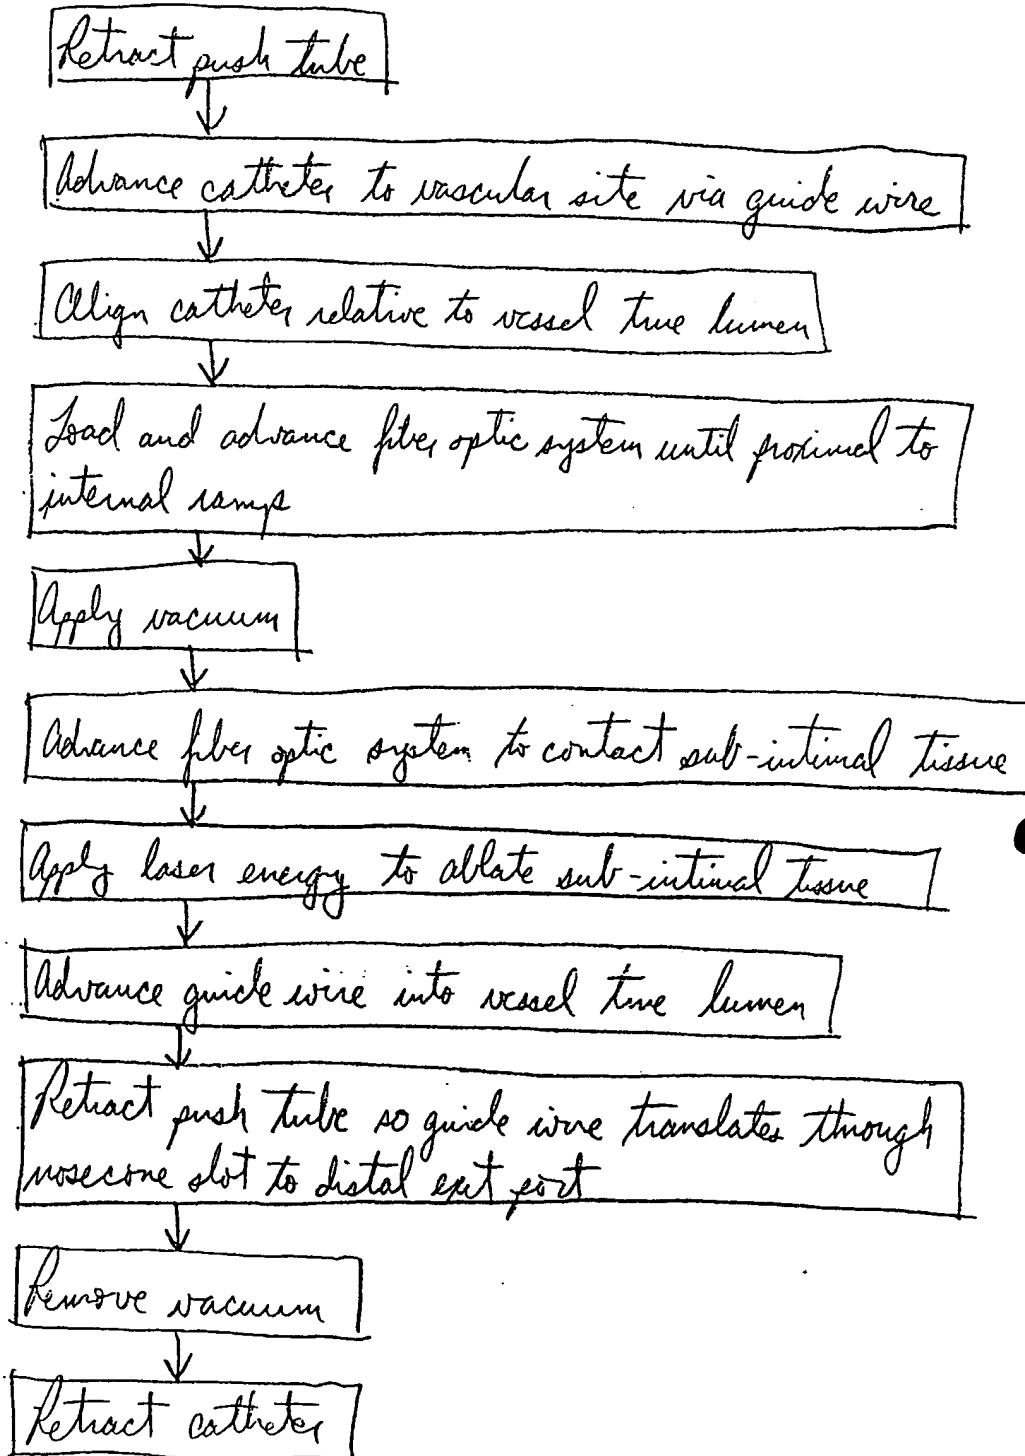 Retract push tube
Advance catheter to vascular site via guide wire
Align catheter relative to vessel true lumen
Load and advance fiber optic system until proximal to
internal ramps
Apply vacuum
Advance fiber optic system to contact sub-intimal tissue
Apply laser energy to ablate sub-intimal tissue
Advance guide wire into vessel true lumen
Retract push tube so guide wire translates through
nosecone slot to distal exit port
Remove vacuum
Retract catheter